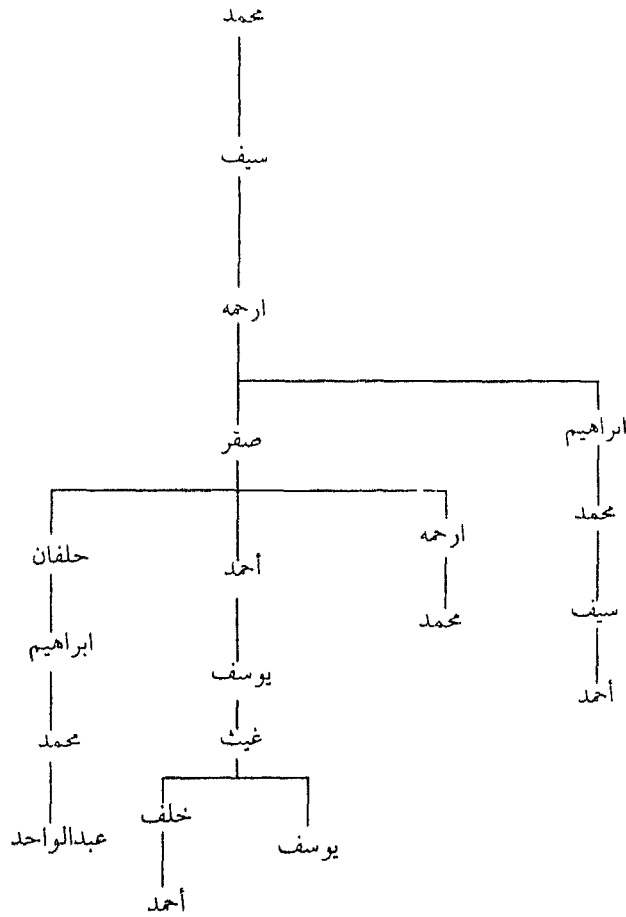 محمد
سيف
ارحمه
صقر
ابراهيم
محمد
سيف
أحمد
ارحمه
محمد
أحمد
يوسف
غيث
يوسف
خلف
أحمد
حلفان
ابراهيم
محمد
عبدالواحد